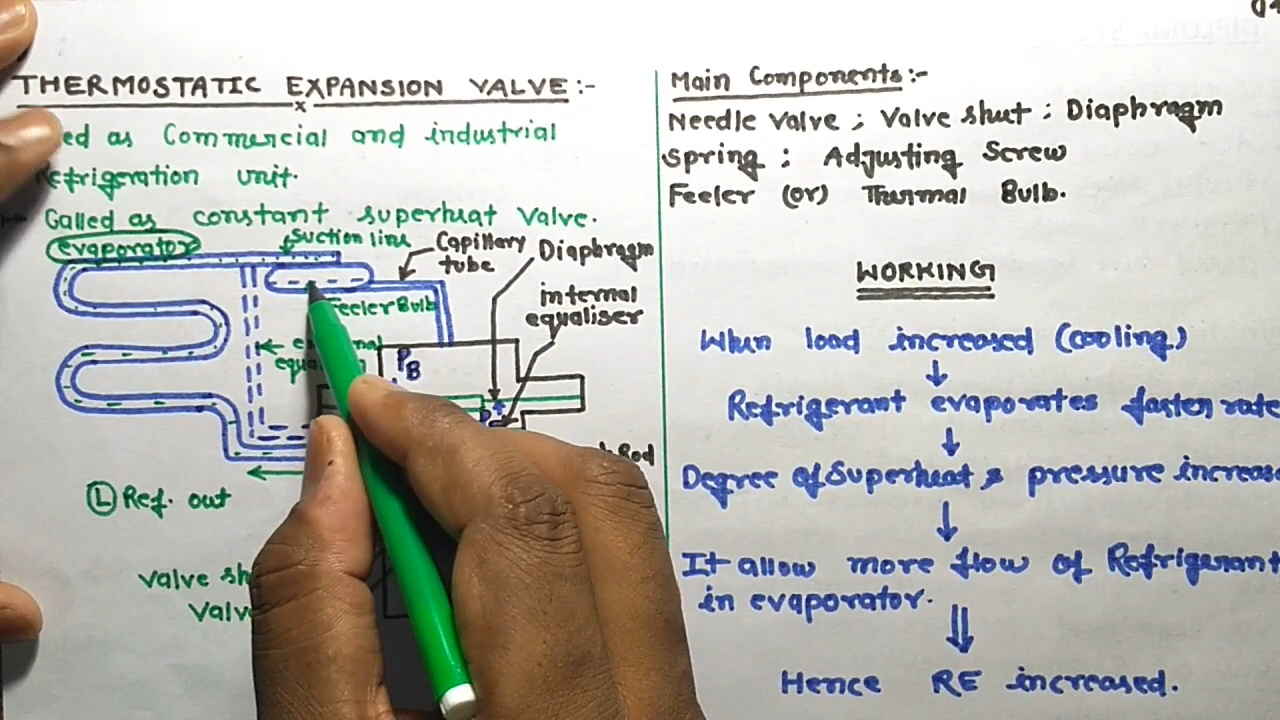 THERMOSTATIC EXPANSION VALVE:-
x
as Commercial and industrial
Refrigeration unit.
Called as constant superheat Valve.
evaporator
suction line
Capillary
tube
Diaphragm
internal
equaliser
Feeler Bulb
PB
P
Rod
L Ref. out
Valve sh
Valv
Main Components:-
Needle Valve ; Valve shut ; Diaphragm
Spring ; Adjusting Screw
Feeler (or) Thermal Bulb.
WORKING
When load increased (cooling)
Refrigerant evaporates faster rate
Degree of Superheat & pressure increase
It allow more flow of Refrigerant
in evaporator.
Hence RE increased.